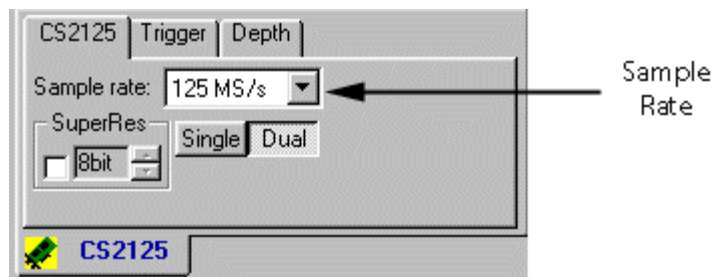 CS2125 Trigger Depth
Sample rate: 125 MS/s
Sample
Rate
SuperRes
8bit
Single Dual
CS2125